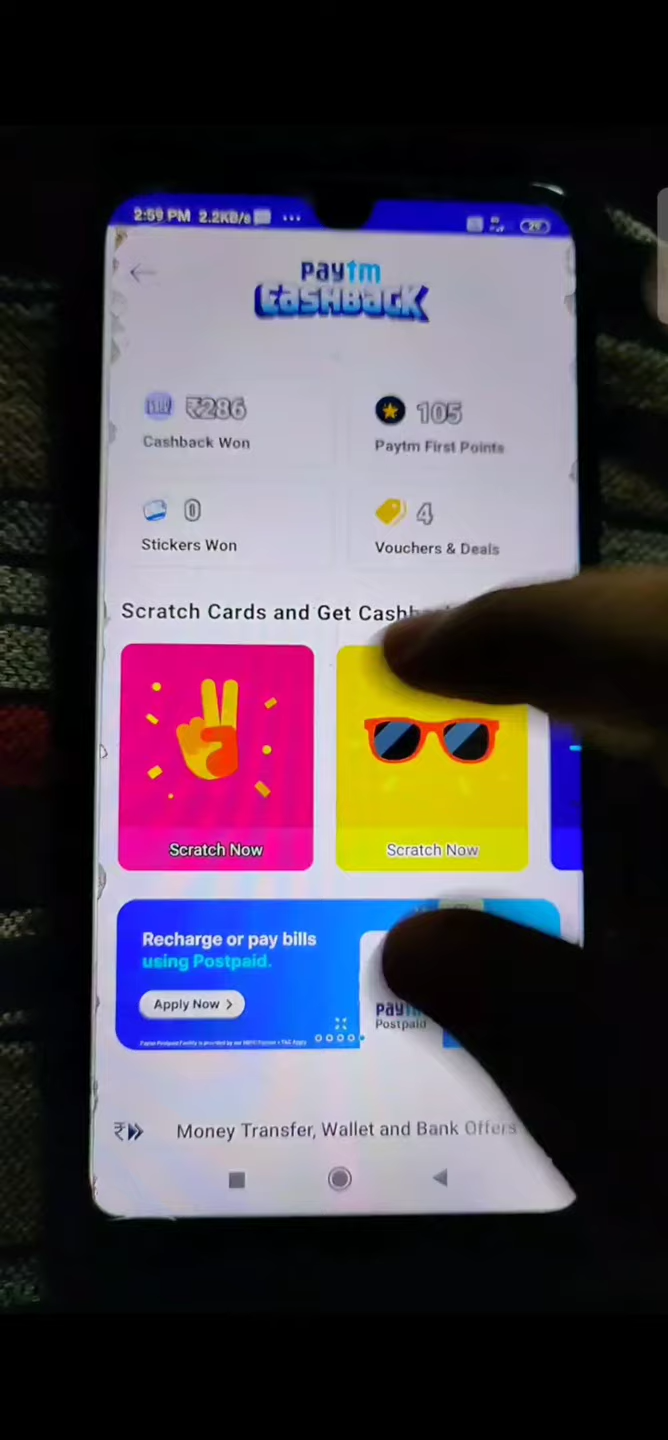 2:59 PM 2.2KB/s ...
paytm
CASHBACK
₹286
Cashback Won
105
Paytm First Points
0
Stickers Won
4
Vouchers & Deals
Scratch Cards and Get
Scratch Now
Scratch Now
Recharge or pay bills
using Postpaid.
Apply Now >
Postpaid
Money Transfer, Wallet and Bank Offers